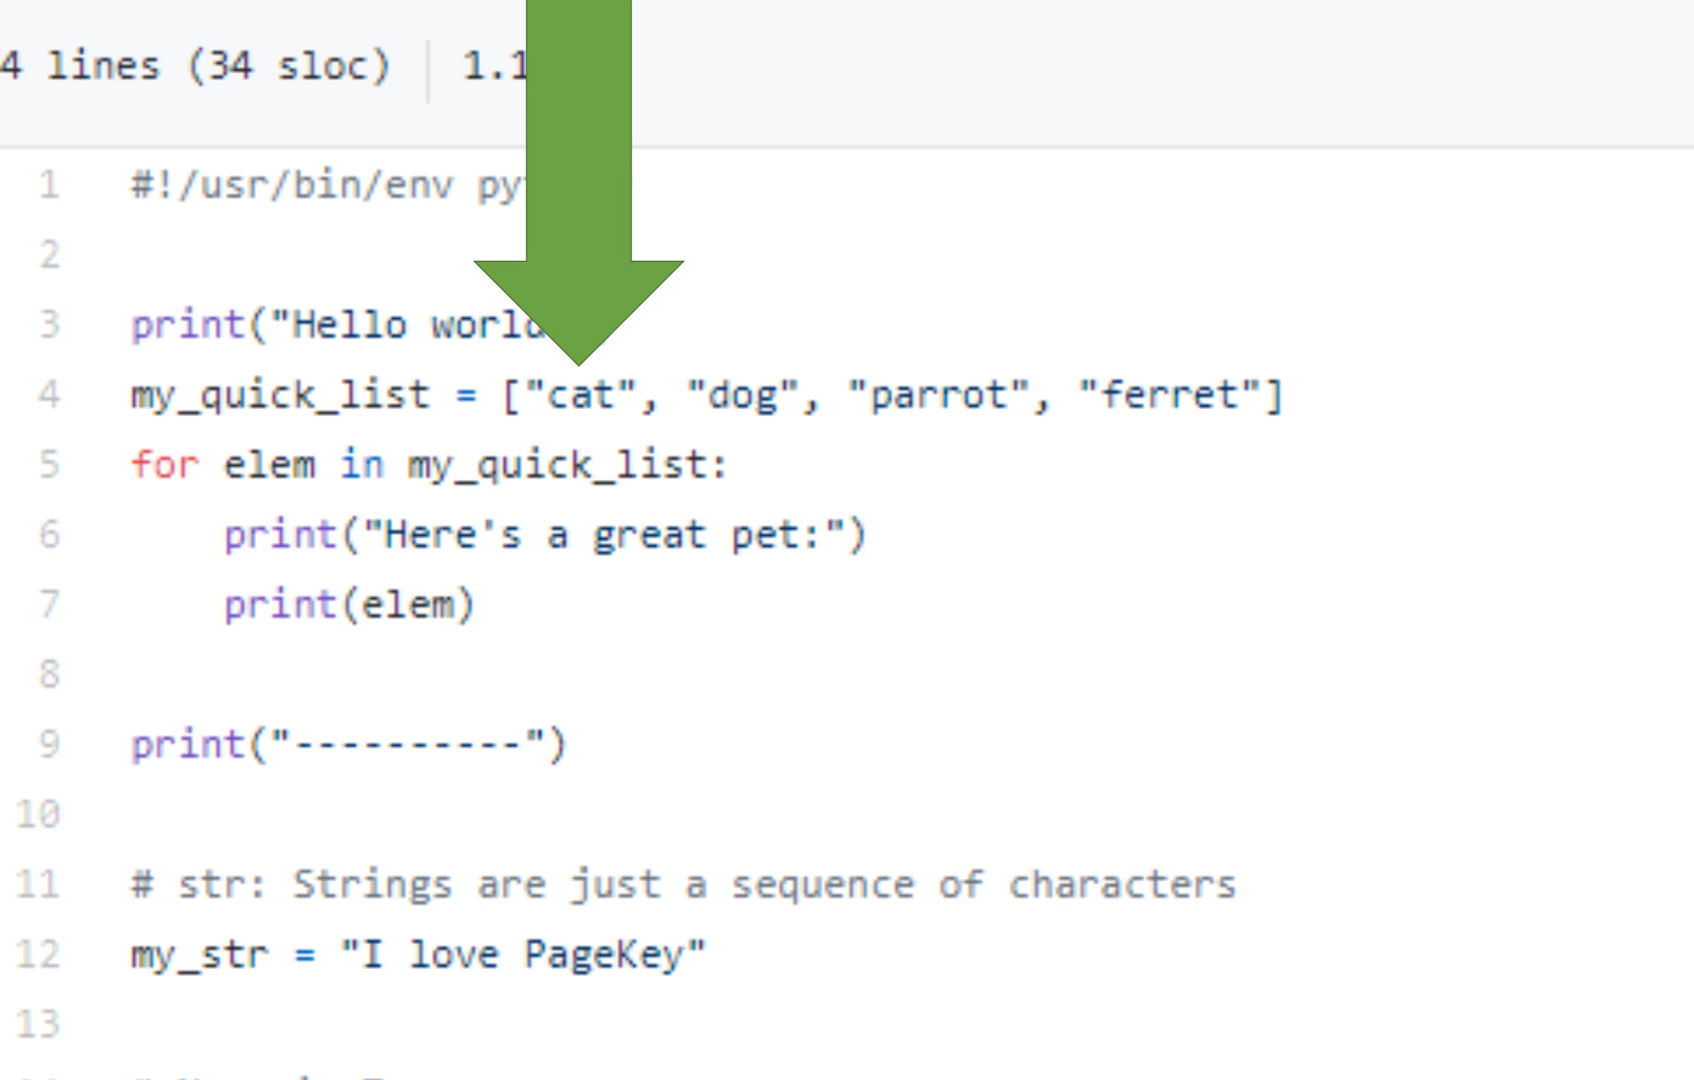 4 lines (34 sloc) 1.1
1 #!/usr/bin/env
2
3 print("Hello world
4 my_quick_list = ["cat", "dog", "parrot", "ferret"]
5 for elem in my_quick_list:
6 print("Here's a great pet:")
7 print(elem)
8
9 print("----------")
10
11 # str: Strings are just a sequence of characters
12 my_str = "I love PageKey"
13